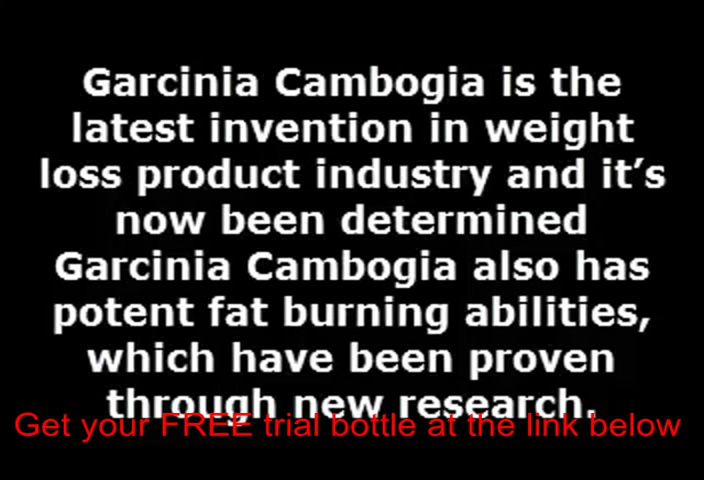 Garcinia Cambogia is the
latest invention in weight
loss product industry and it’s
now been determined
Garcinia Cambogia also has
potent fat burning abilities,
which have been proven
through new research.
Get your FREE trial bottle at the link below